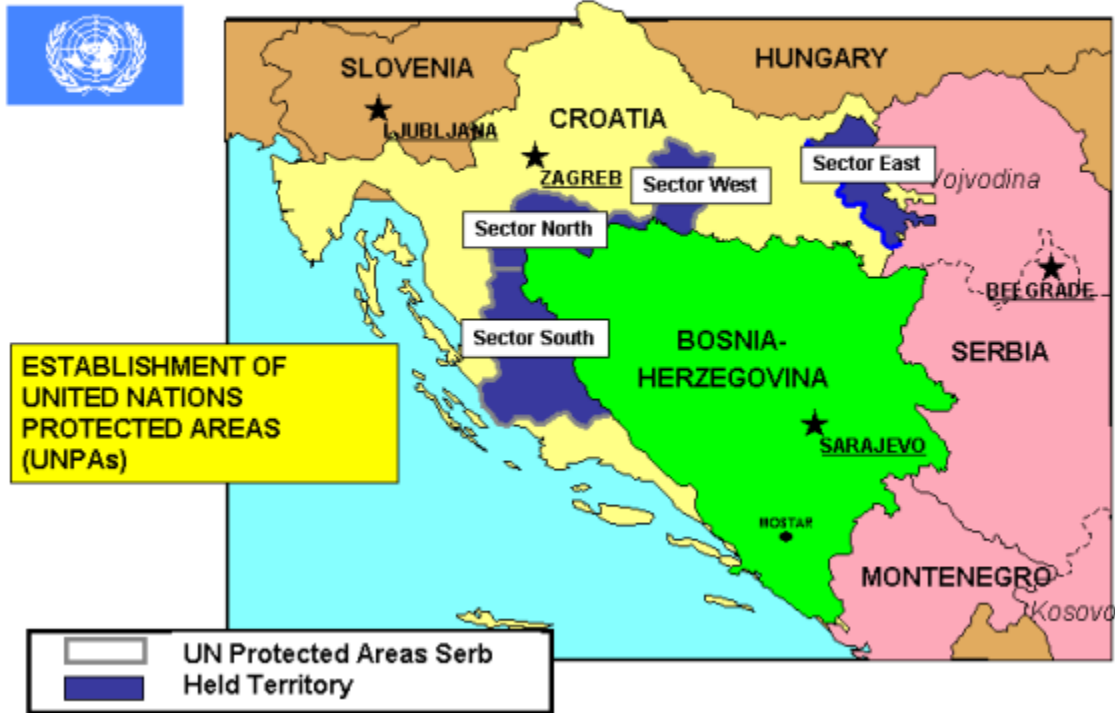 SLOVENIA
HUNGARY
LJUBLJANA
CROATIA
ZAGREB
Sector West
Sector East
Vojvodina
Sector North
BELGRADE
Sector South
BOSNIA-
HERZEGOVINA
SERBIA
ESTABLISHMENT OF
UNITED NATIONS
PROTECTED AREAS
(UNPAs)
SARAJEVO
MOSTAR
MONTENEGRO
Kosovo
UN Protected Areas Serb
Held Territory